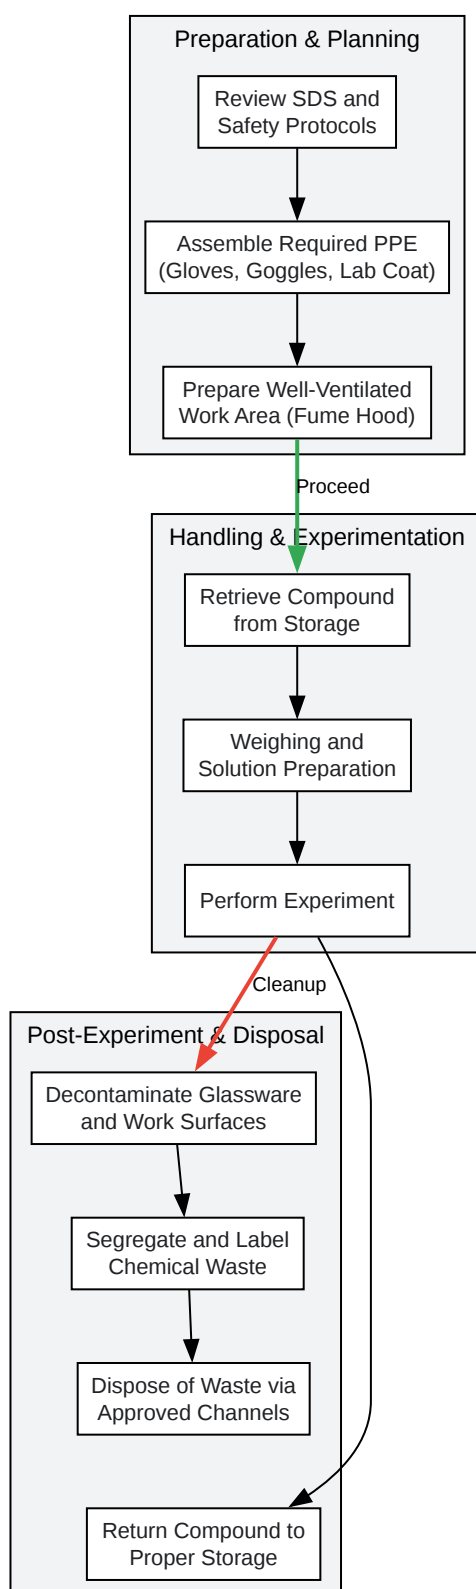 Preparation & Planning
Review SDS and
Safety Protocols
Assemble Required PPE
(Gloves, Goggles, Lab Coat)
Prepare Well-Ventilated
Work Area (Fume Hood)
Proceed
Handling & Experimentation
Retrieve Compound
from Storage
Weighing and
Solution Preparation
Perform Experiment
Cleanup
Post-Experiment & Disposal
Decontaminate Glassware
and Work Surfaces
Segregate and Label
Chemical Waste
Dispose of Waste via
Approved Channels
Return Compound to
Proper Storage